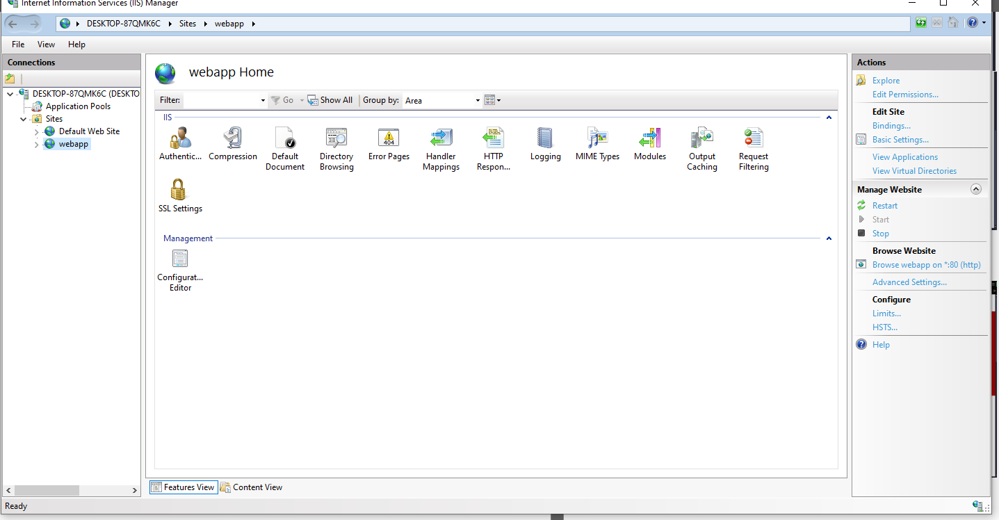 Internet Information Services (IIS) Manager
DESKTOP-87QMK6C Sites webapp
File View Help
Connections
DESKTOP-87QMK6C (DESKTO
Application Pools
Sites
Default Web Site
webapp
webapp Home
Filter: Go Show All Group by: Area
IIS
Authentic... Compression Default Document Directory Browsing Error Pages Handler Mappings HTTP Respon... Logging MIME Types Modules Output Caching Request Filtering
404
SSL Settings
Management
Configurat... Editor
Features View Content View
Actions
Explore
Edit Permissions...
Edit Site
Bindings...
Basic Settings...
View Applications
View Virtual Directories
Manage Website
Restart
Start
Stop
Browse Website
Browse webapp on *:80 (http)
Advanced Settings...
Configure
Limits...
HSTS...
Help
Ready